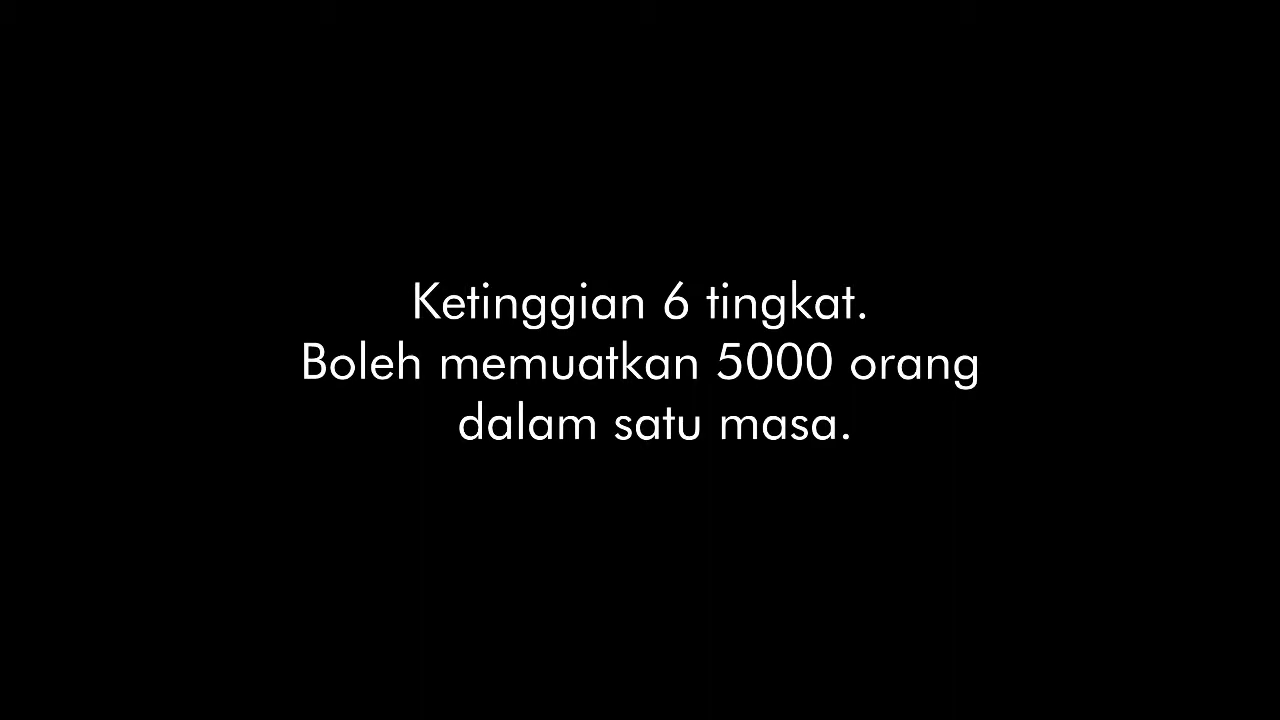 Ketinggian 6 tingkat.
Boleh memuatkan 5000 orang
dalam satu masa.